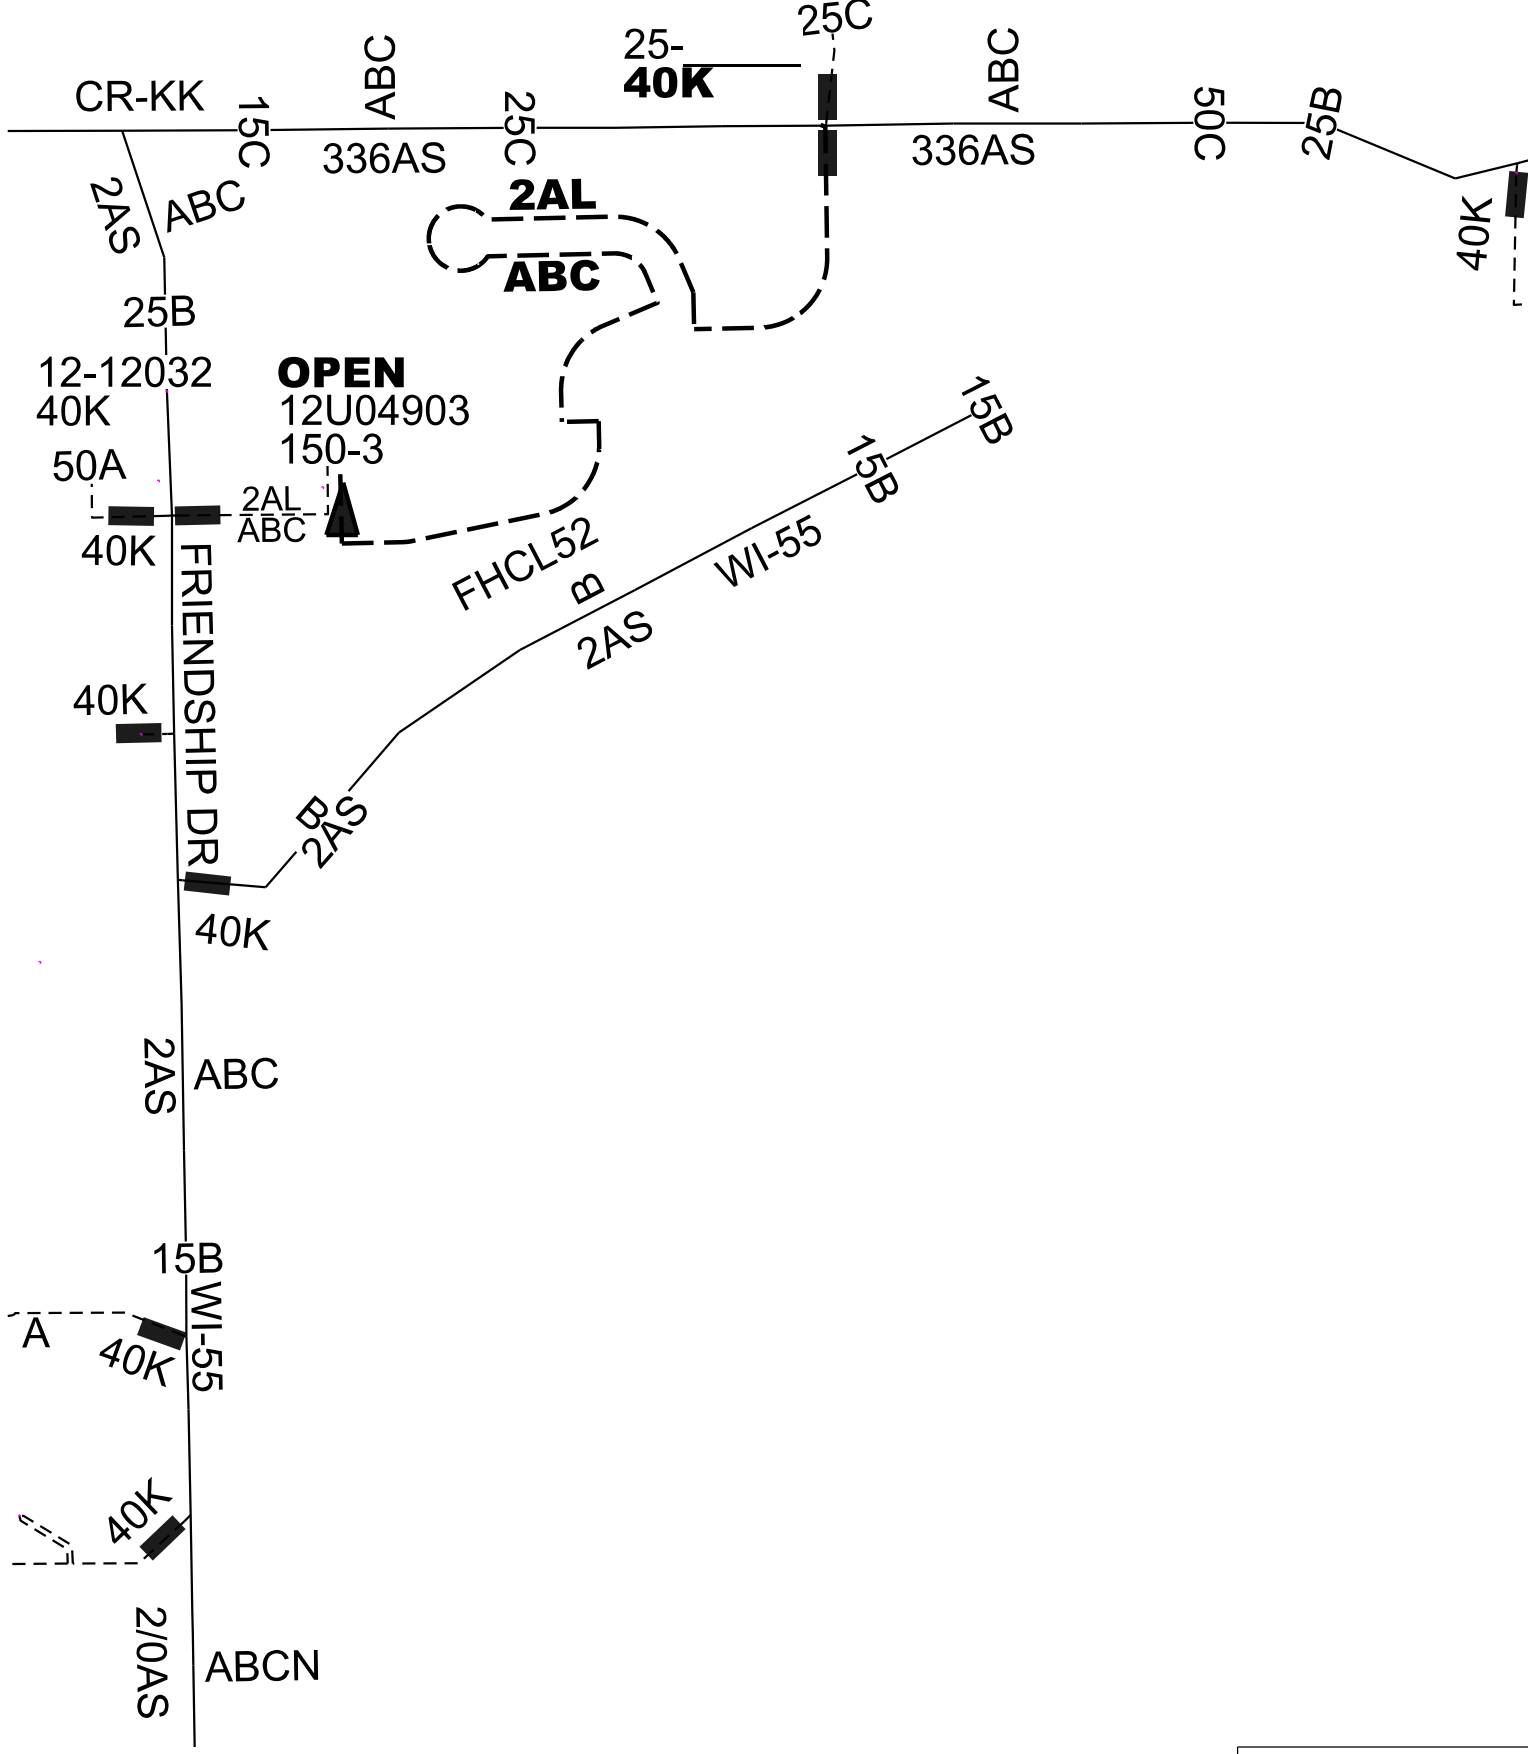 25C
25-
40K
ABC
ABC
CR-KK
15C
25C
50C
25B
336AS
336AS
2AS
ABC
2AL
ABC
40K
25B
12-12032
40K
OPEN
12U04903
150-3
50A
2AL
ABC
40K
15B
15B
FHCL52
B
WI-55
2AS
FRIENDSHIP DR
40K
B
2AS
40K
2AS
ABC
15B
WI-55
A
40K
40K
2/0AS
ABCN